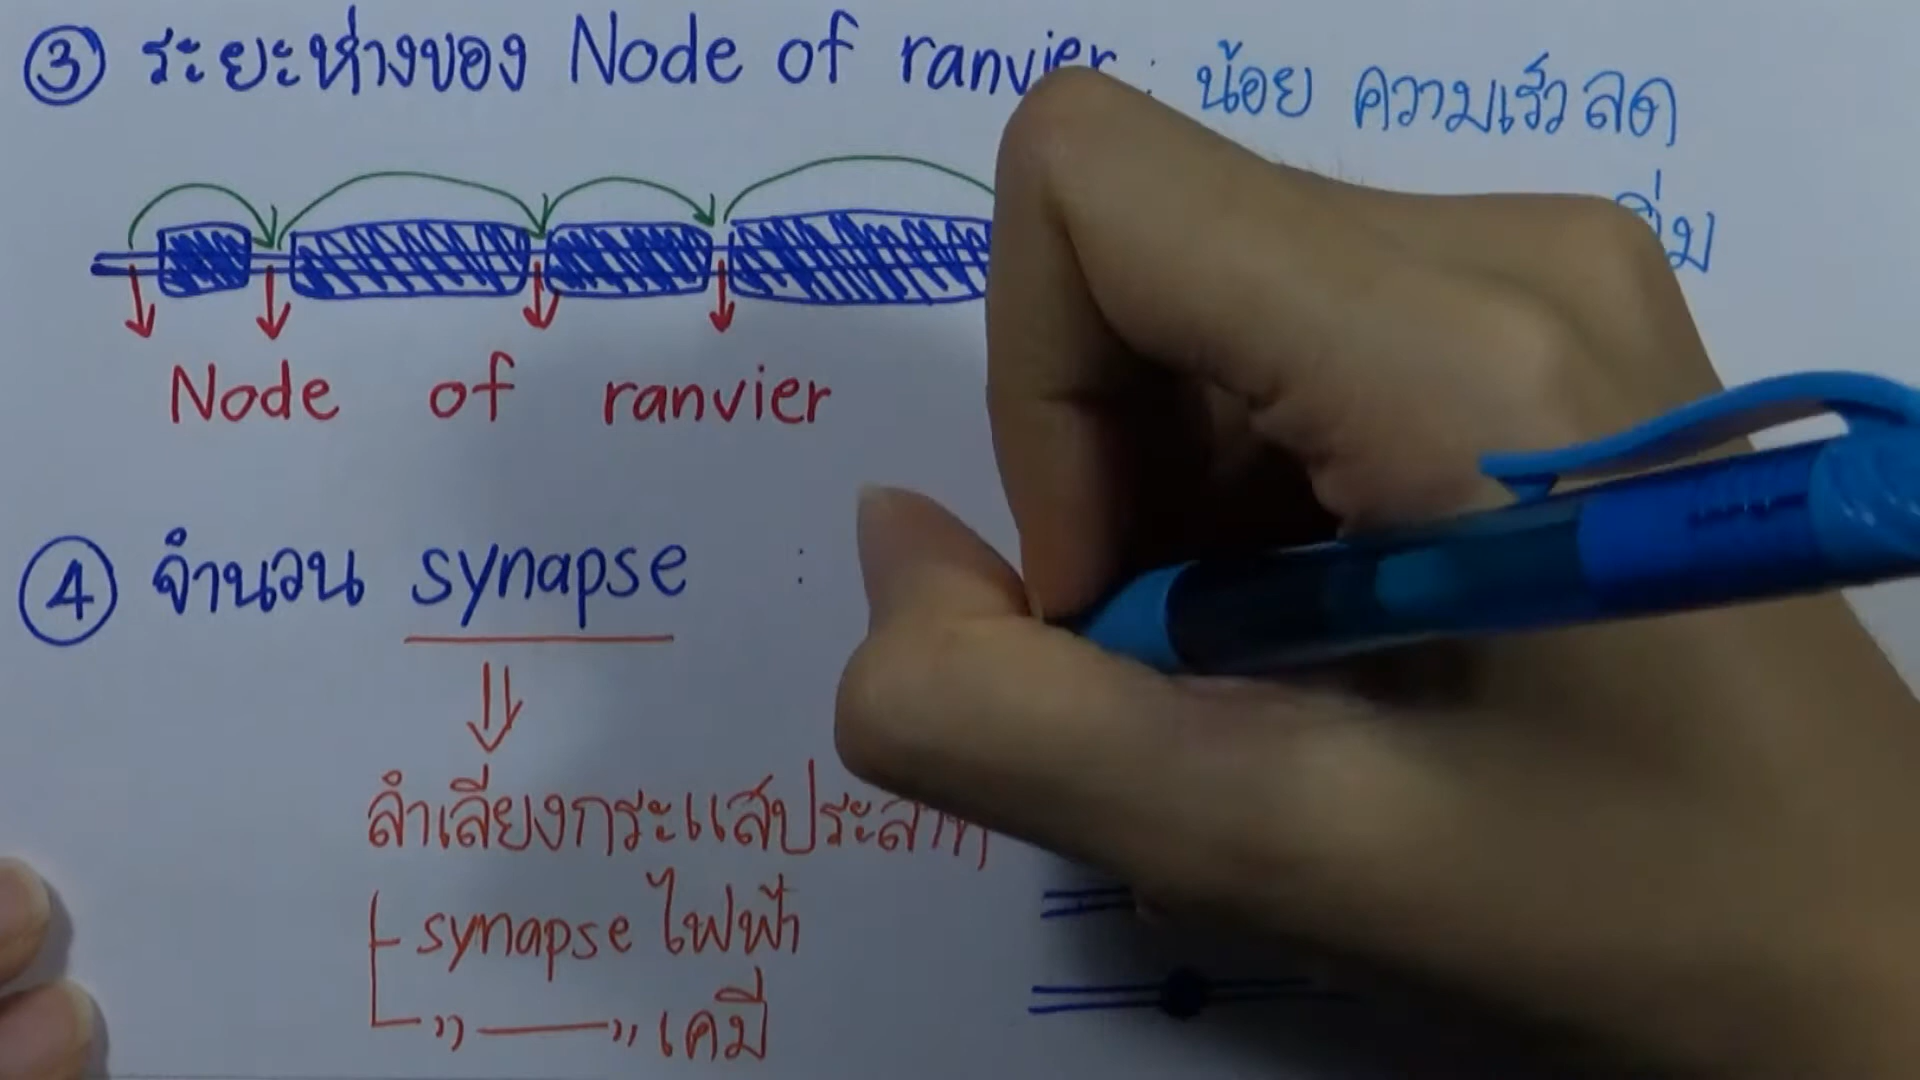 ③ ระยะห่างของ Node of ranvier : น้อย ความเร็วลด
Node of ranvier
④ จำนวน synapse :
ลำเลียงกระแสประสาท
synapse ไฟฟ้า
" ——— " เคมี